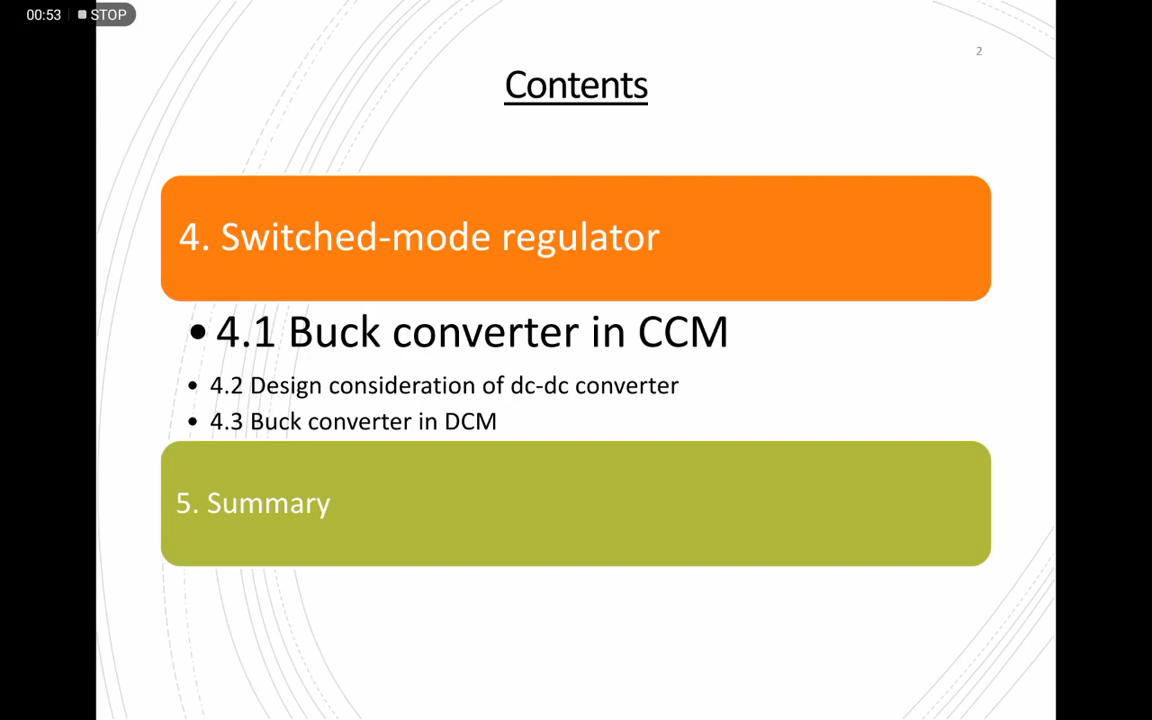 00:53 STOP
2
Contents
4. Switched-mode regulator
• 4.1 Buck converter in CCM
• 4.2 Design consideration of dc-dc converter
• 4.3 Buck converter in DCM
5. Summary